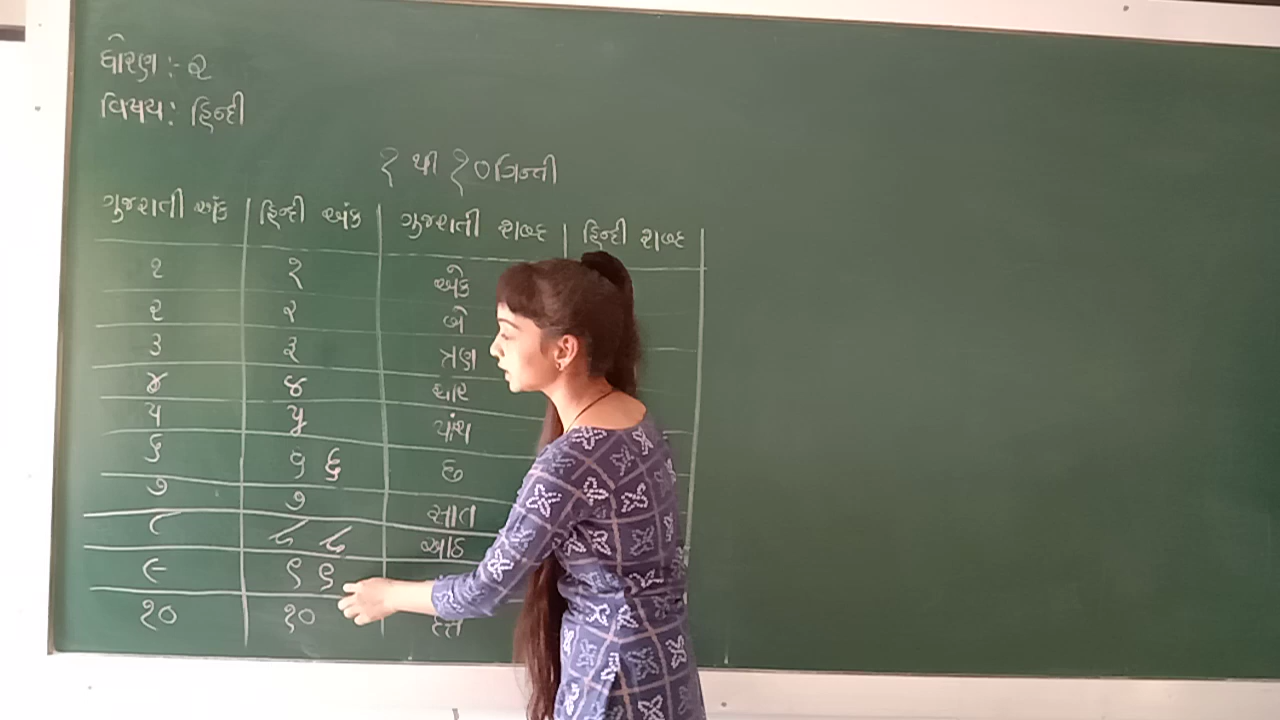 ધોરણ :- ૨
વિષય : હિન્દી
૧ થી ૧૦ ગિન્તી
ગુજરાતી અંક હિન્દી અંક ગુજરાતી શબ્દ હિન્દી શબ્દ
૧ १ એક
૨ २ બે
૩ ३ ત્રણ
૪ ४ ચાર
૫ ५ પાંચ
૬ ६ ६ છ
૭ ७ સાત
૮ ८ ८ આઠ
૯ ९ ९
૧૦ १०